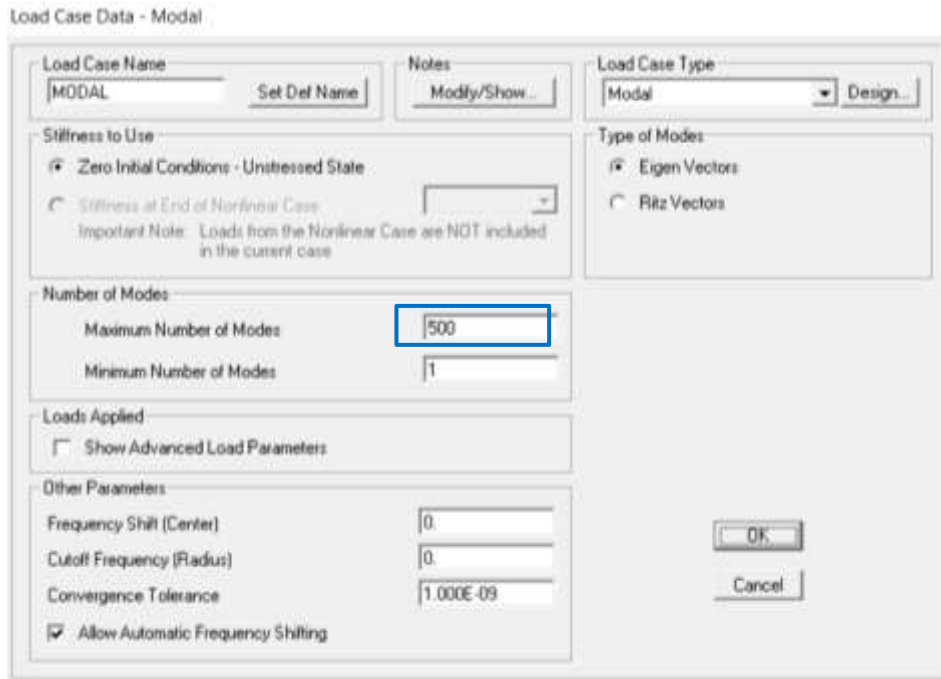 Load Case Data - Modal
Load Case Name
MODAL
Set Def Name
Notes
Modify/Show...
Load Case Type
Modal
Design...
Stiffness to Use
Zero Initial Conditions - Unstressed State
Stiffness at End of Nonlinear Case
Important Note: Loads from the Nonlinear Case are NOT included
in the current case
Type of Modes
Eigen Vectors
Ritz Vectors
Number of Modes
Maximum Number of Modes
500
Minimum Number of Modes
1
Loads Applied
Show Advanced Load Parameters
Other Parameters
Frequency Shift (Center)
0.
Cutoff Frequency (Radius)
0.
Convergence Tolerance
1.000E-09
Allow Automatic Frequency Shifting
OK
Cancel